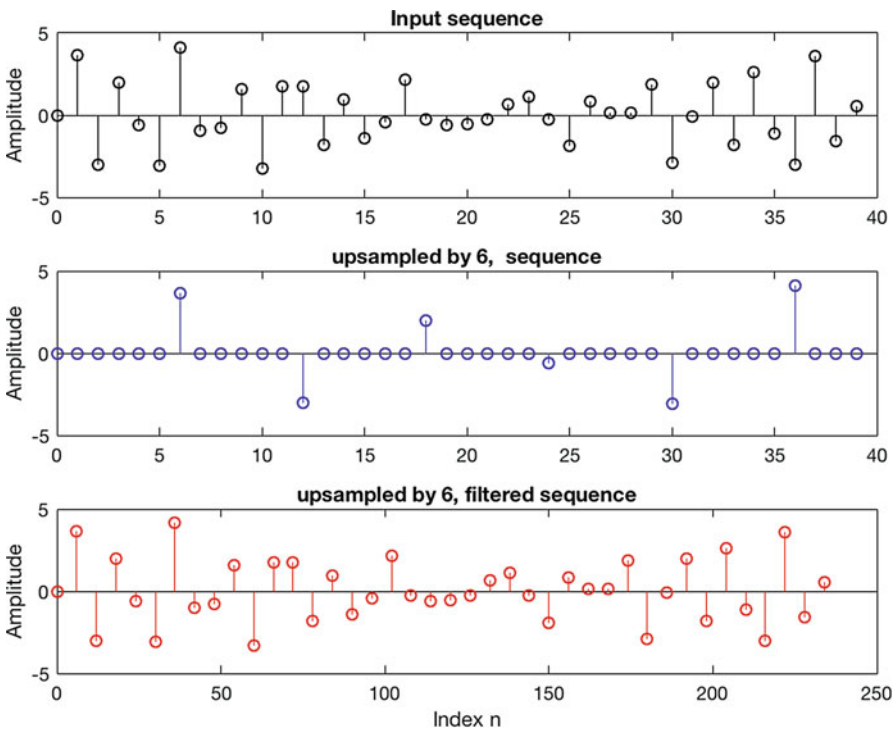 Input sequence
5
0
-5
Amplitude
0 5 10 15 20 25 30 35 40
upsampled by 6, sequence
5
0
-5
Amplitude
0 5 10 15 20 25 30 35 40
upsampled by 6, filtered sequence
5
0
-5
Amplitude
0 50 100 150 200 250
Index n